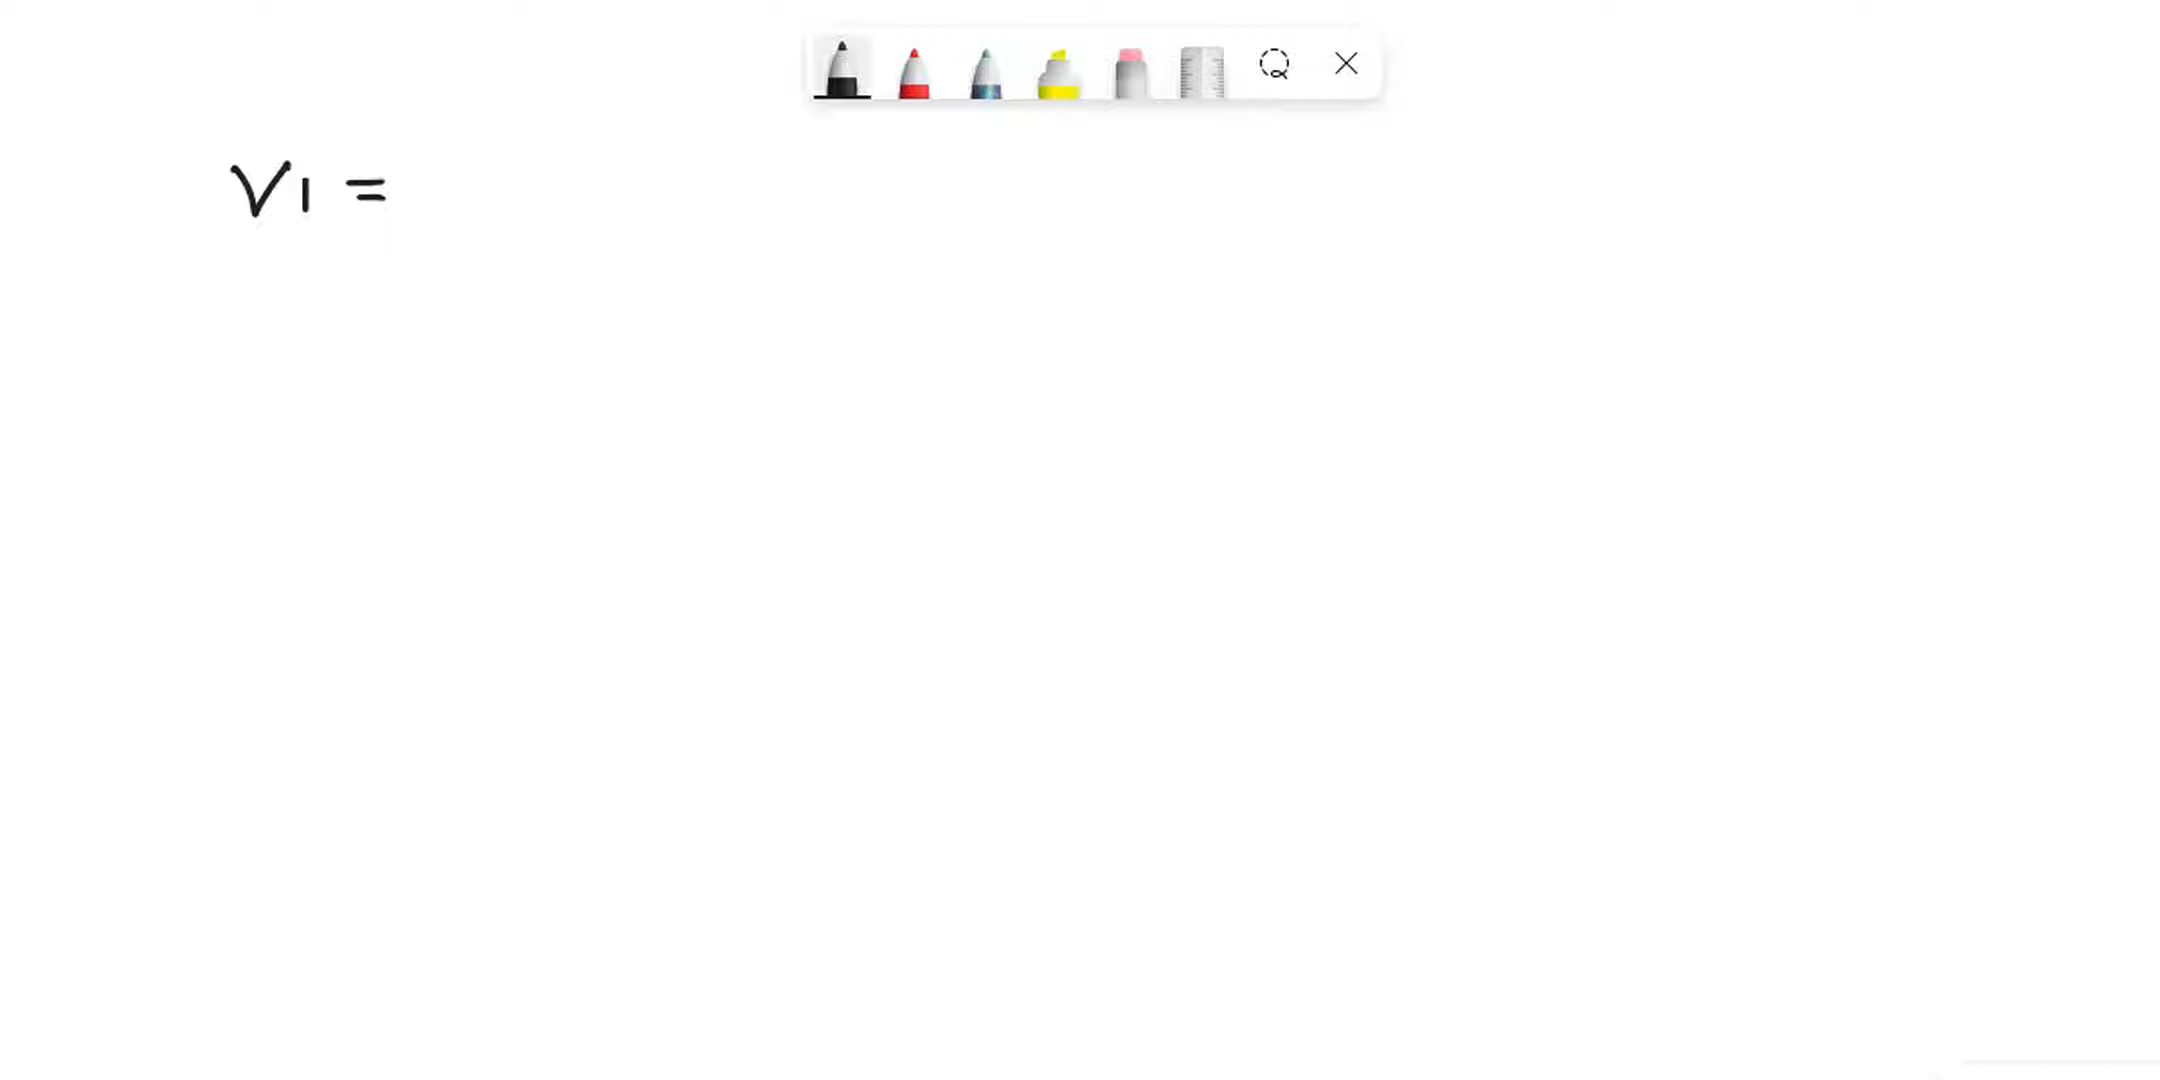 V1 =